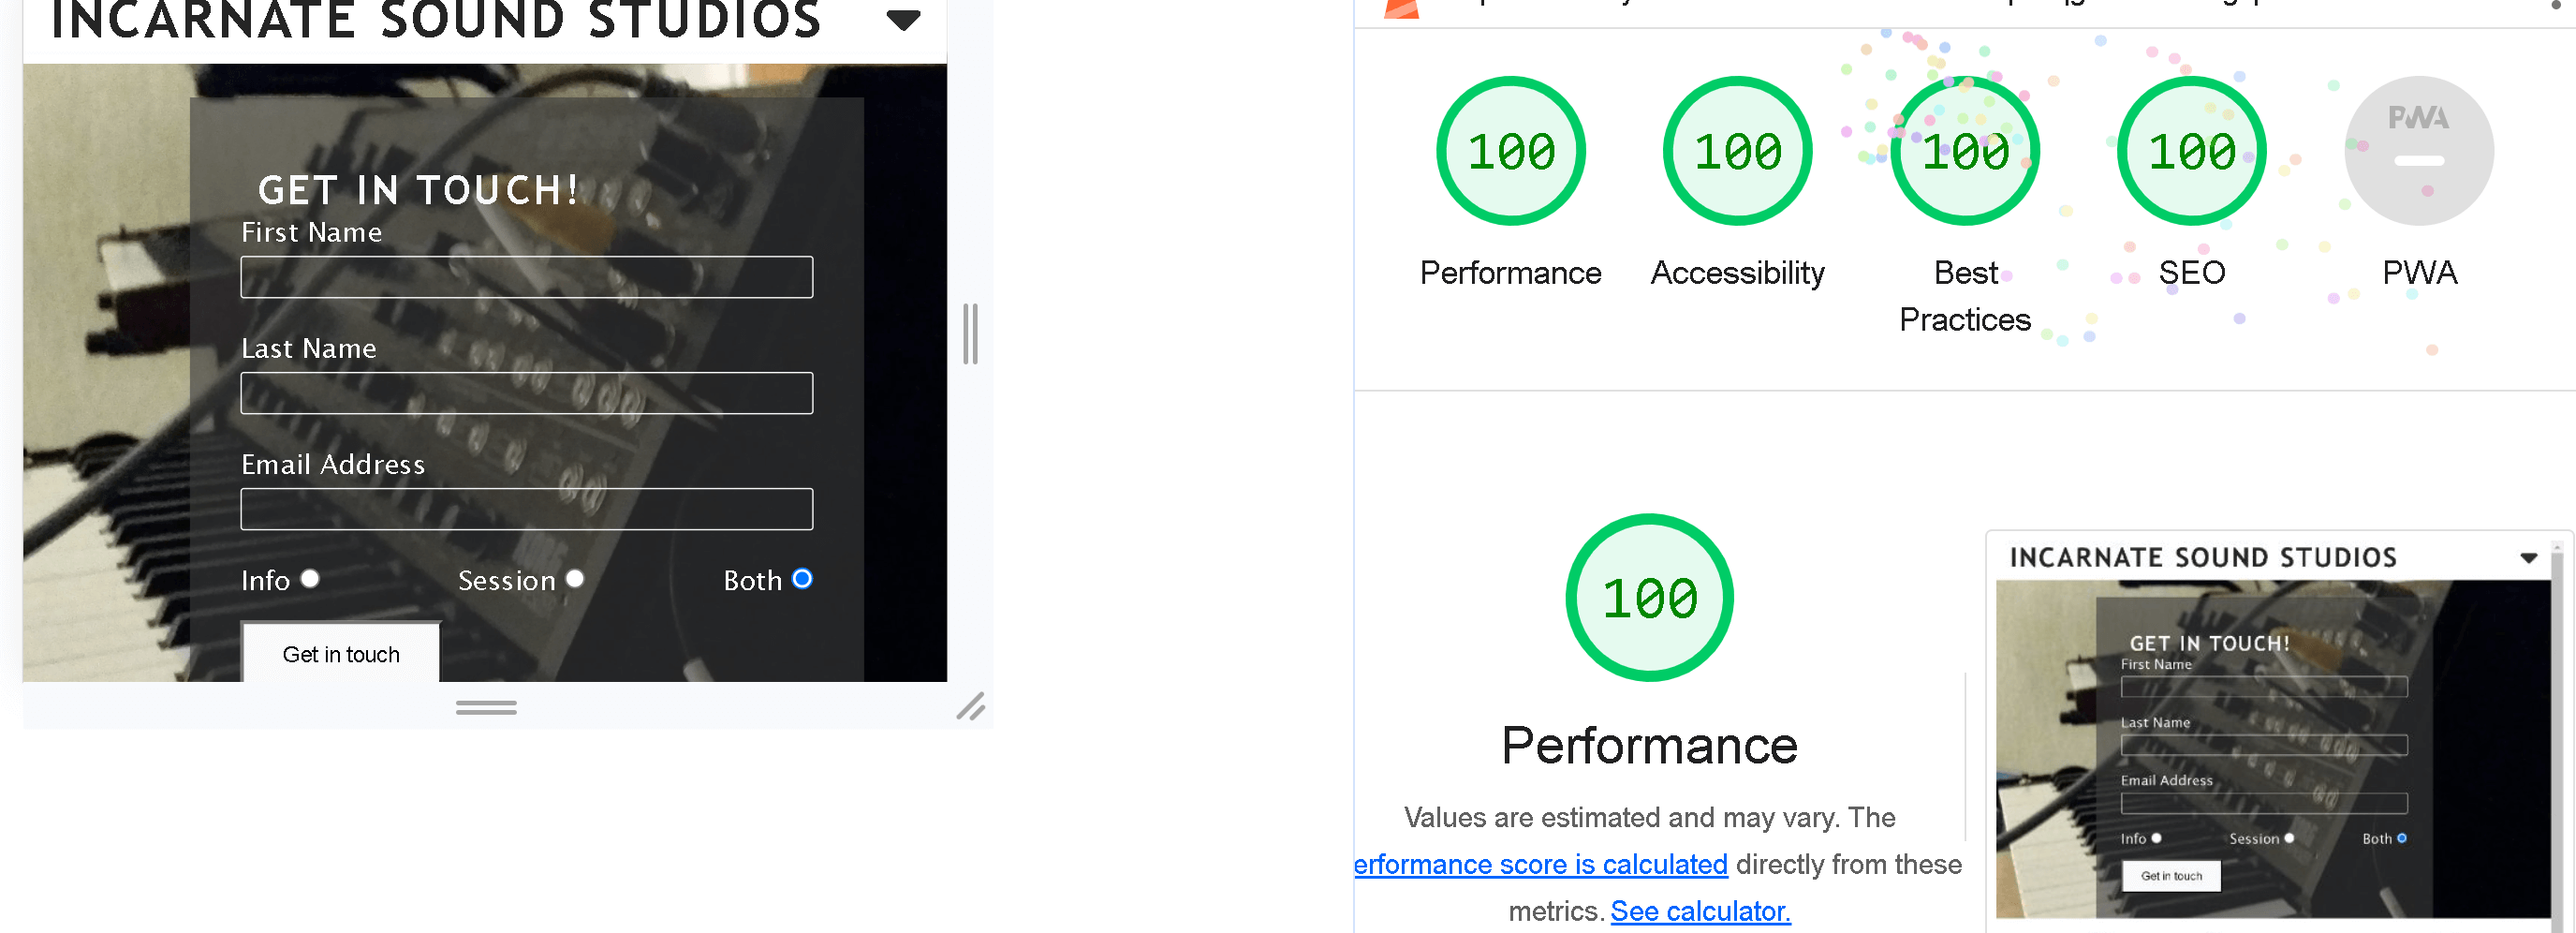 INCARNATE SOUND STUDIOS
GET IN TOUCH!
First Name
Last Name
Email Address
Info
Session
Both
Get in touch
100
100
100
100
PWA
Performance
Accessibility
Best
Practices
SEO
PWA
100
Performance
Values are estimated and may vary. The
erformance score is calculated directly from these
metrics. See calculator.
INCARNATE SOUND STUDIOS
GET IN TOUCH!
First Name
Last Name
Email Address
Info
Session
Both
Get in touch